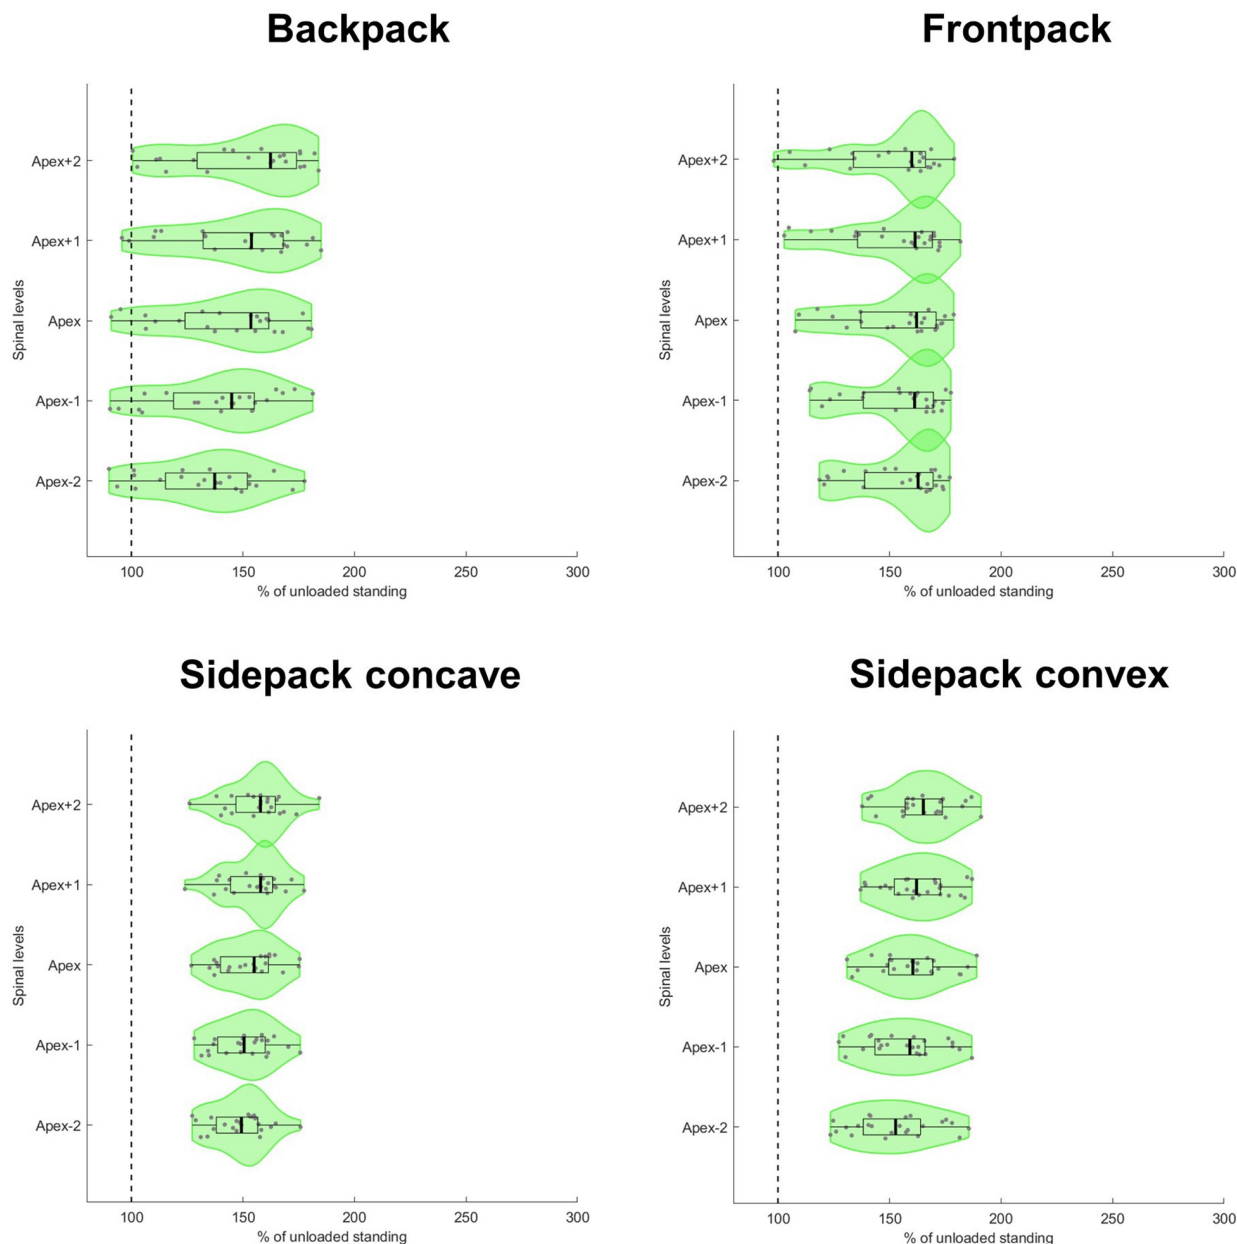 Backpack
Spinal levels
Apex+2
Apex+1
Apex
Apex-1
Apex-2
100 150 200 250 300
% of unloaded standing
Frontpack
Spinal levels
Apex+2
Apex+1
Apex
Apex-1
Apex-2
100 150 200 250 300
% of unloaded standing
Sidepack concave
Spinal levels
Apex+2
Apex+1
Apex
Apex-1
Apex-2
100 150 200 250 300
% of unloaded standing
Sidepack convex
Spinal levels
Apex+2
Apex+1
Apex
Apex-1
Apex-2
100 150 200 250 300
% of unloaded standing